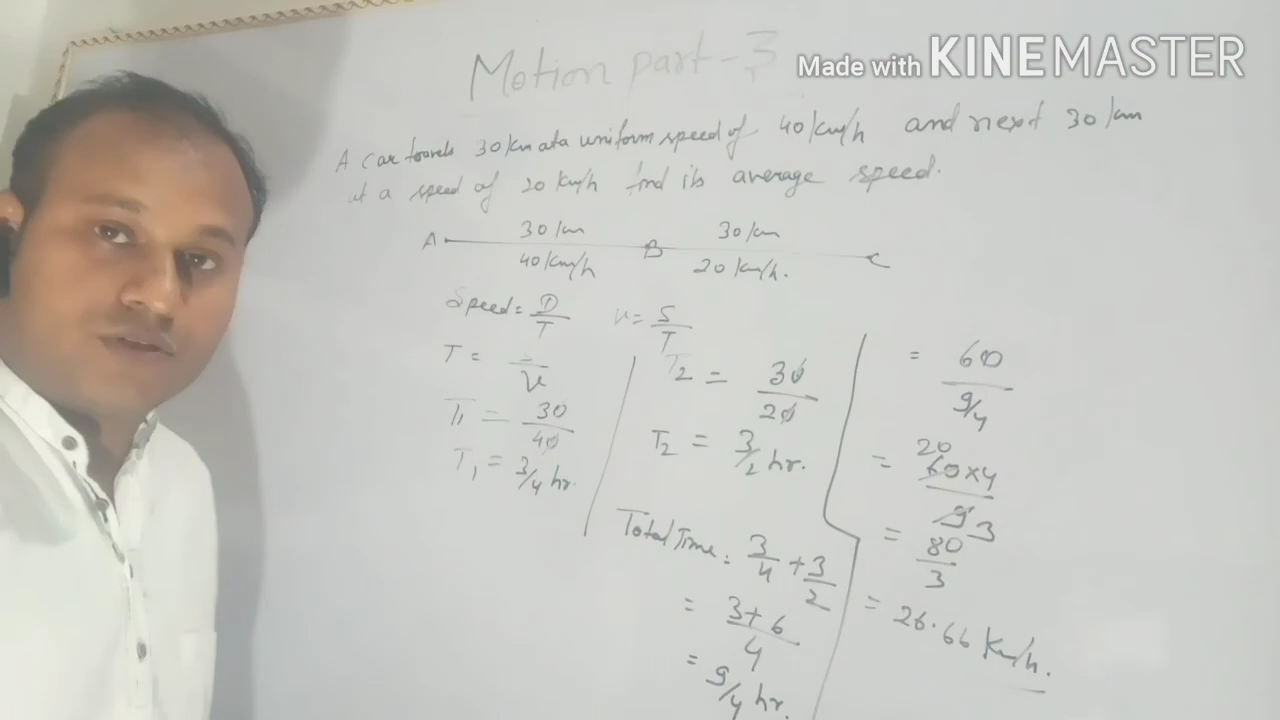 Made with KINEMASTER
Motion part-3
A car travels 30 km at a uniform speed of 40 km/h and next 30 km
at a speed of 20 km/h find its average speed.
30 km 30 km
A B C
40 km/h 20 km/h.
Speed = D/T V = S/T
T = /V
T1 = 30/40
T1 = 3/4 hr.
T2 = 30/20
T2 = 3/2 hr.
Total Time = 3/4 + 3/2
= 3+6/4
= 9/4 hr.
= 60/9/4
= 20 60×4/9 3
= 80/3
= 26.66 Km/h.